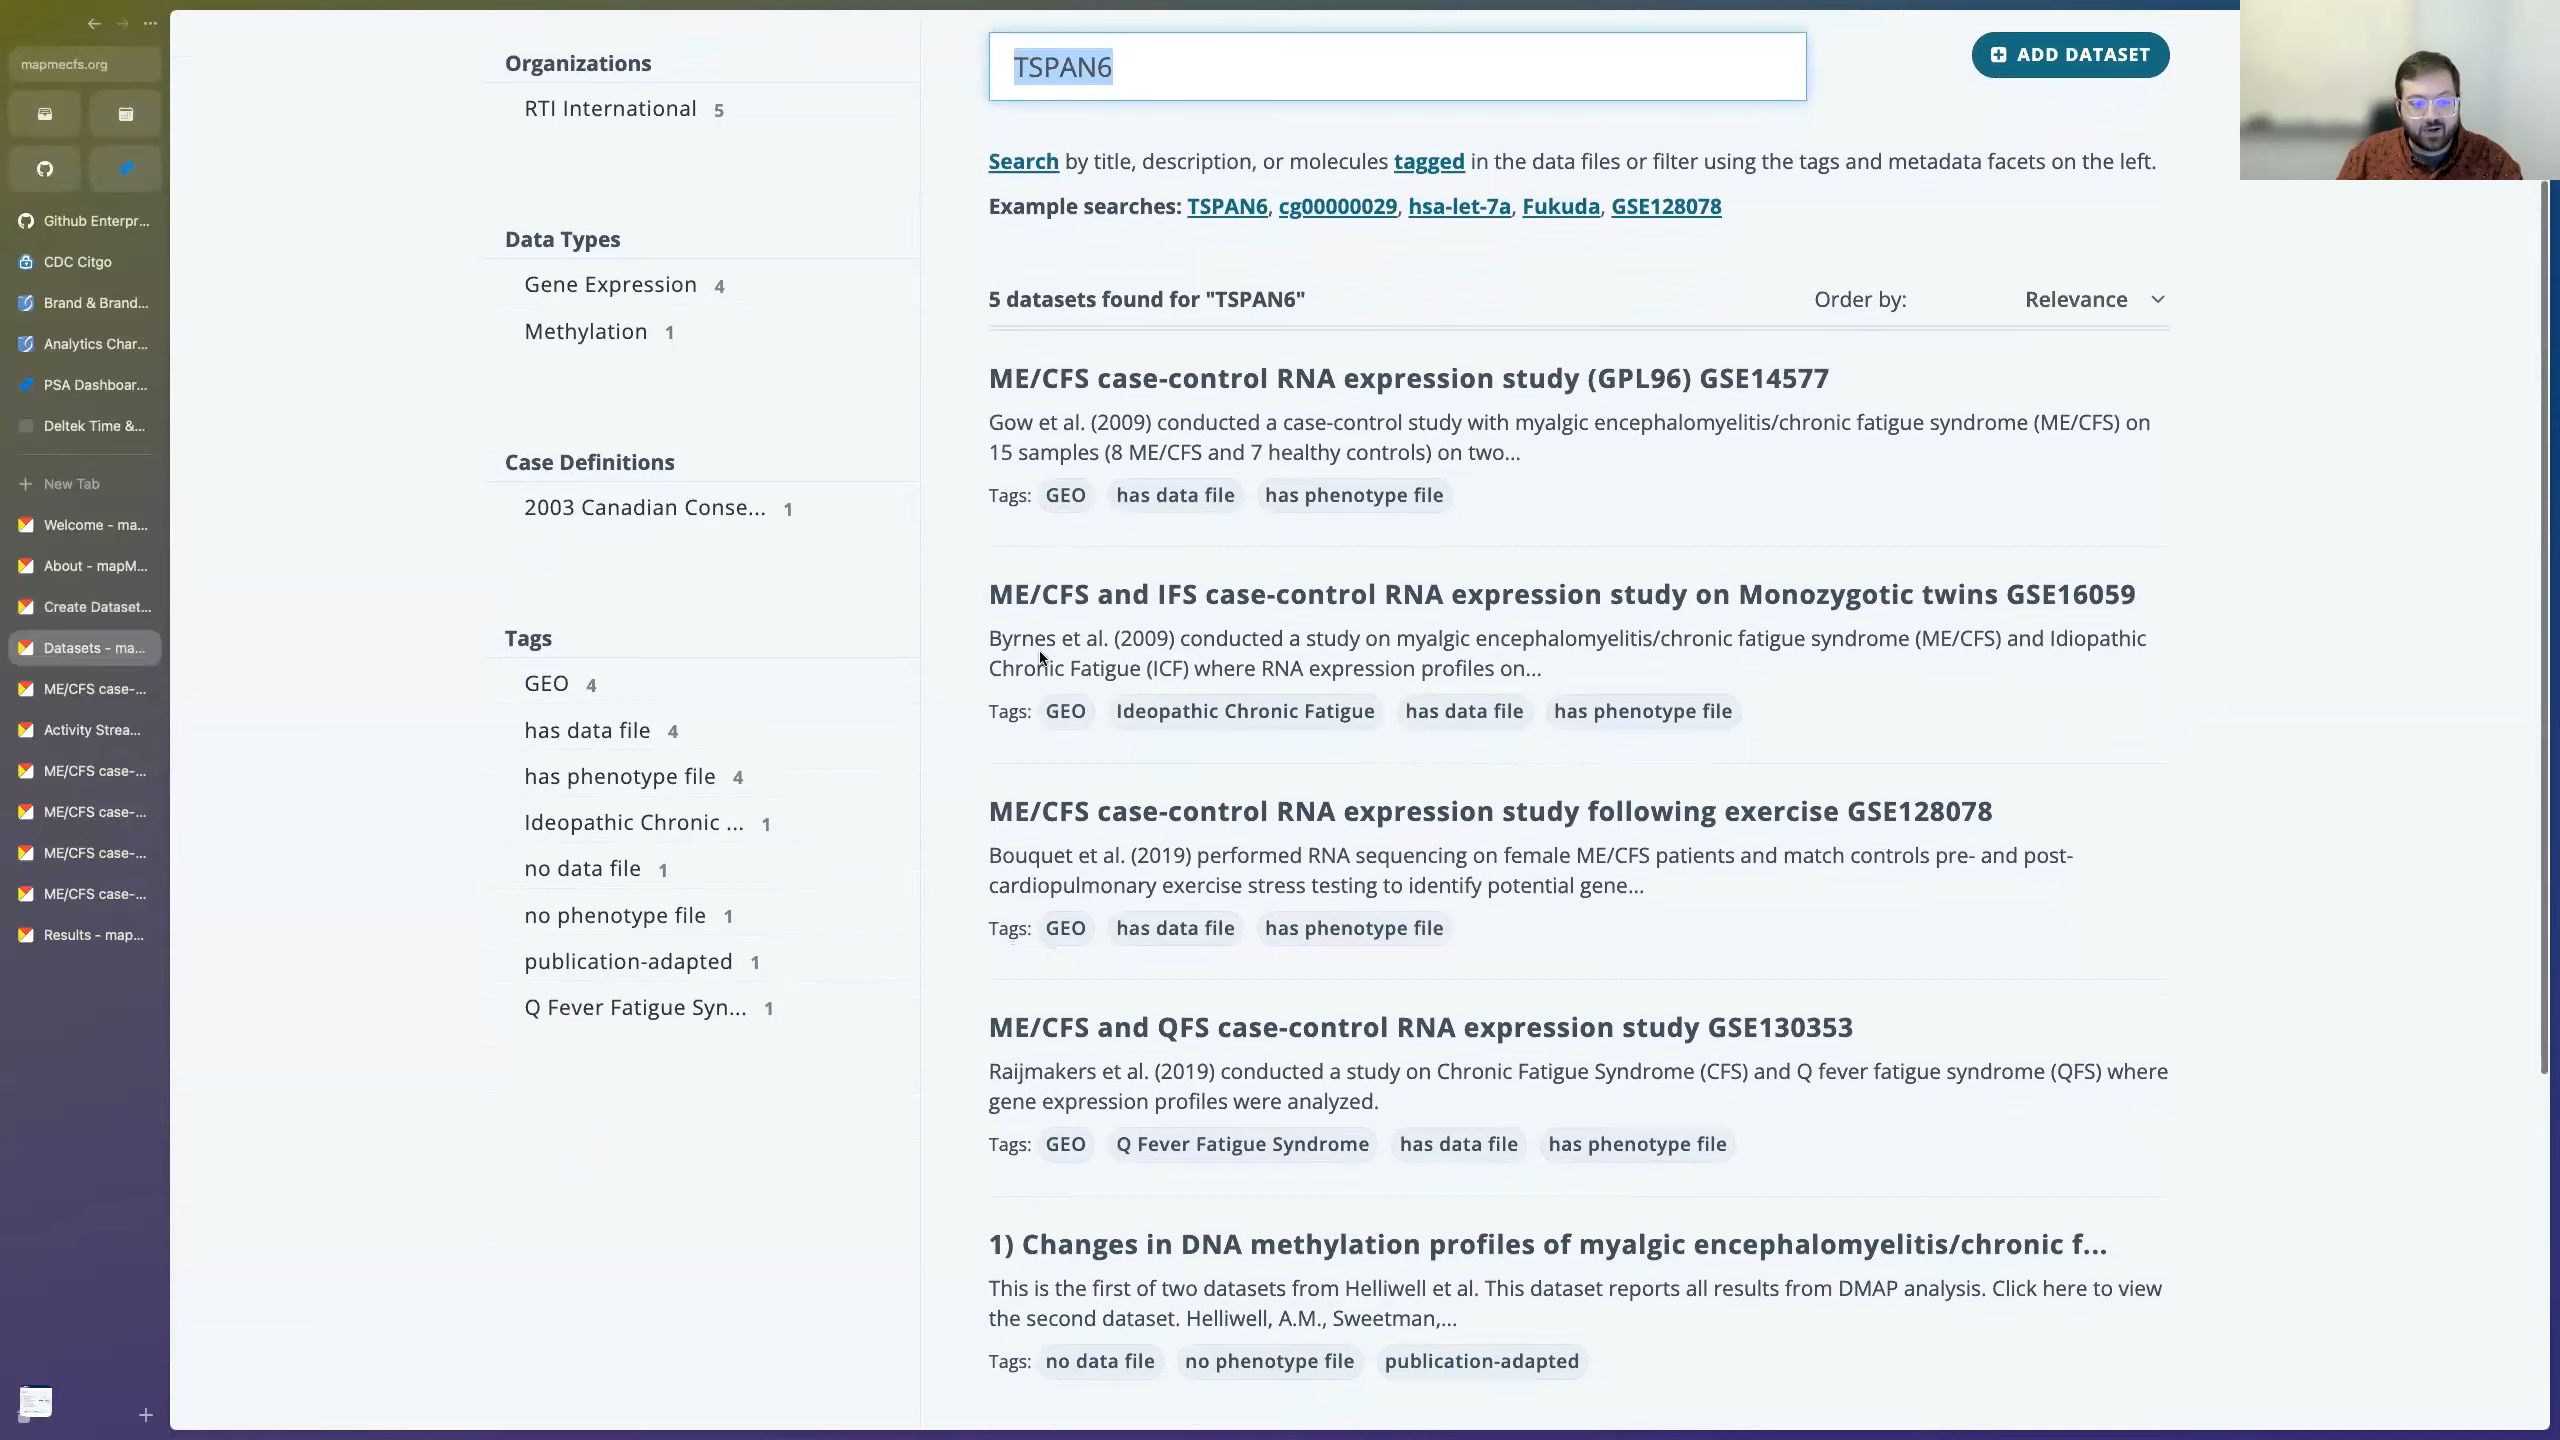 mapmecfs.org
Github Enterpr...
CDC Citgo
Brand & Brand...
Analytics Char...
PSA Dashboar...
Deltek Time &...
New Tab
Welcome - ma...
About - mapM...
Create Dataset...
Datasets - ma...
ME/CFS case-...
Activity Strea...
ME/CFS case-...
ME/CFS case-...
ME/CFS case-...
ME/CFS case-...
Results - map...
Organizations
RTI International 5
Data Types
Gene Expression 4
Methylation 1
Case Definitions
2003 Canadian Conse... 1
Tags
GEO 4
has data file 4
has phenotype file 4
Ideopathic Chronic ... 1
no data file 1
no phenotype file 1
publication-adapted 1
Q Fever Fatigue Syn... 1
TSPAN6
ADD DATASET
Search by title, description, or molecules tagged in the data files or filter using the tags and metadata facets on the left.
Example searches: TSPAN6, cg00000029, hsa-let-7a, Fukuda, GSE128078
5 datasets found for "TSPAN6"
Order by: Relevance
ME/CFS case-control RNA expression study (GPL96) GSE14577
Gow et al. (2009) conducted a case-control study with myalgic encephalomyelitis/chronic fatigue syndrome (ME/CFS) on
15 samples (8 ME/CFS and 7 healthy controls) on two...
Tags: GEO has data file has phenotype file
ME/CFS and IFS case-control RNA expression study on Monozygotic twins GSE16059
Byrnes et al. (2009) conducted a study on myalgic encephalomyelitis/chronic fatigue syndrome (ME/CFS) and Idiopathic
Chronic Fatigue (ICF) where RNA expression profiles on...
Tags: GEO Ideopathic Chronic Fatigue has data file has phenotype file
ME/CFS case-control RNA expression study following exercise GSE128078
Bouquet et al. (2019) performed RNA sequencing on female ME/CFS patients and match controls pre- and post-
cardiopulmonary exercise stress testing to identify potential gene...
Tags: GEO has data file has phenotype file
ME/CFS and QFS case-control RNA expression study GSE130353
Raijmakers et al. (2019) conducted a study on Chronic Fatigue Syndrome (CFS) and Q fever fatigue syndrome (QFS) where
gene expression profiles were analyzed.
Tags: GEO Q Fever Fatigue Syndrome has data file has phenotype file
1) Changes in DNA methylation profiles of myalgic encephalomyelitis/chronic f...
This is the first of two datasets from Helliwell et al. This dataset reports all results from DMAP analysis. Click here to view
the second dataset. Helliwell, A.M., Sweetman,...
Tags: no data file no phenotype file publication-adapted